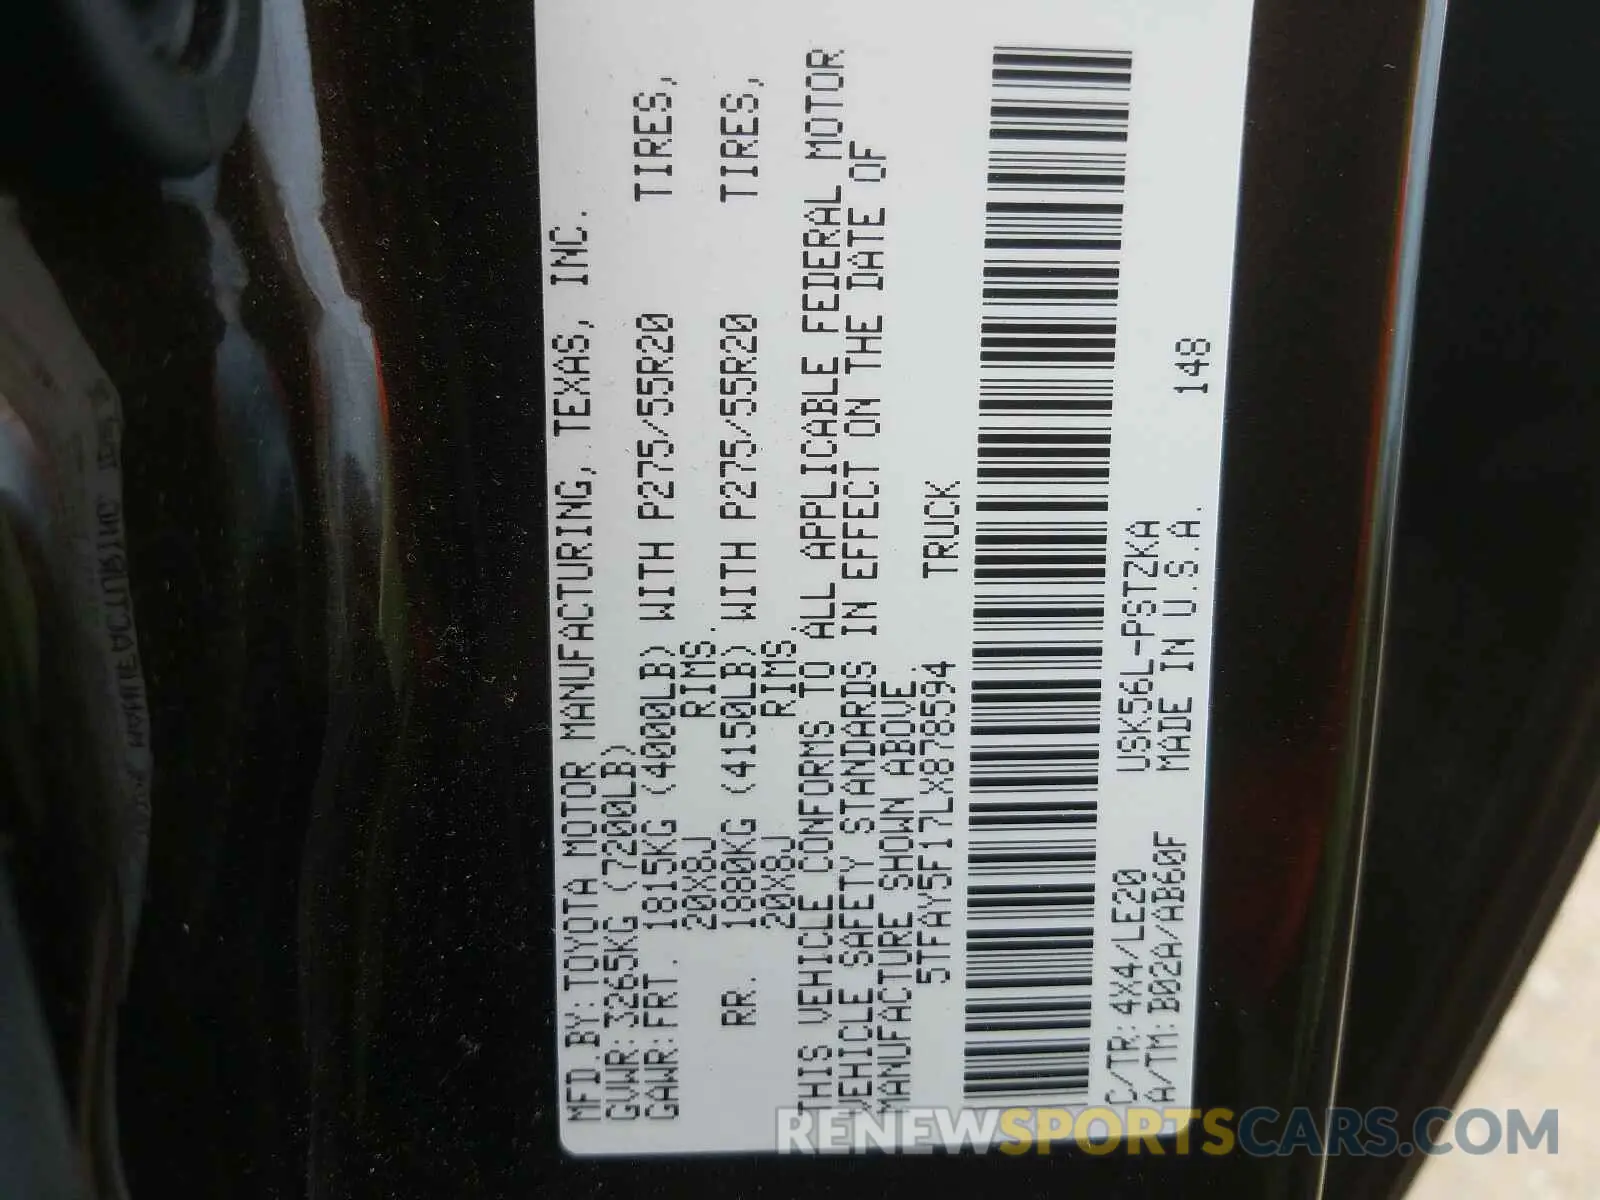 MFD.BY:TOYOTA MOTOR MANUFACTURING, TEXAS, INC.
GVWR:3265KG (7200LB)
GAWR:FRT. 1815KG (4000LB) WITH P275/55R20 TIRES,
20X8J RIMS.
RR. 1880KG (4150LB) WITH P275/55R20 TIRES,
20X8J RIMS.
THIS VEHICLE CONFORMS TO ALL APPLICABLE FEDERAL MOTOR
VEHICLE SAFETY STANDARDS IN EFFECT ON THE DATE OF
MANUFACTURE SHOWN ABOVE.
5TFAY5F17LX878594 TRUCK
C/TR:4X4/LE20 USK56L-PSTZKA
A/TM:B02A/AB60F MADE IN U.S.A. 148
RENEWSPORTSCARS.COM